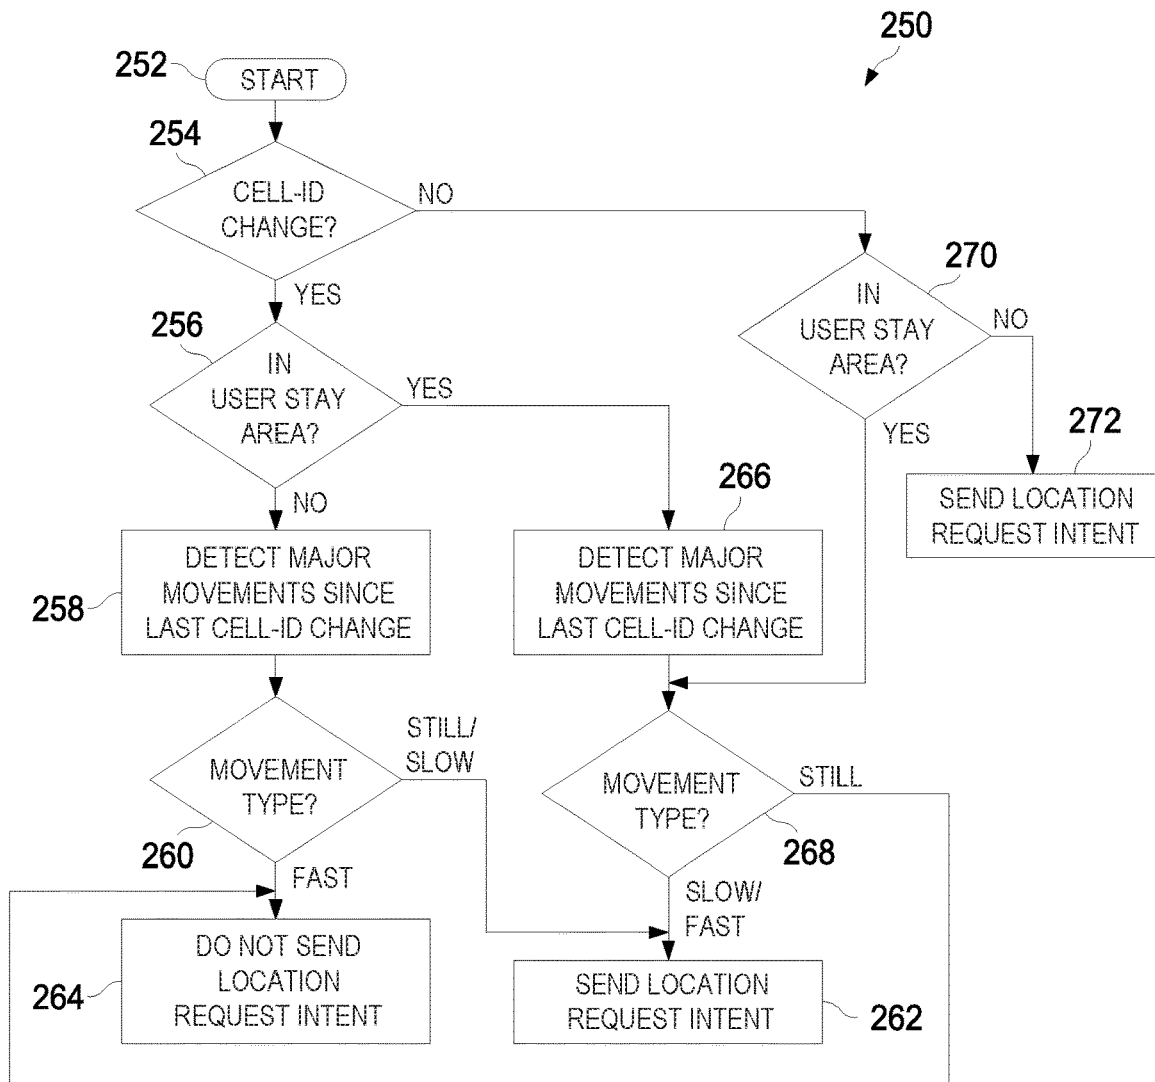 250
252
START
254
CELL-ID
CHANGE?
NO
YES
270
IN
USER STAY
AREA?
NO
YES
256
IN
USER STAY
AREA?
YES
NO
272
SEND LOCATION
REQUEST INTENT
266
DETECT MAJOR
MOVEMENTS SINCE
LAST CELL-ID CHANGE
258
DETECT MAJOR
MOVEMENTS SINCE
LAST CELL-ID CHANGE
STILL/
SLOW
MOVEMENT
TYPE?
260
FAST
MOVEMENT
TYPE?
STILL
268
SLOW/
FAST
DO NOT SEND
LOCATION
REQUEST INTENT
264
SEND LOCATION
REQUEST INTENT
262